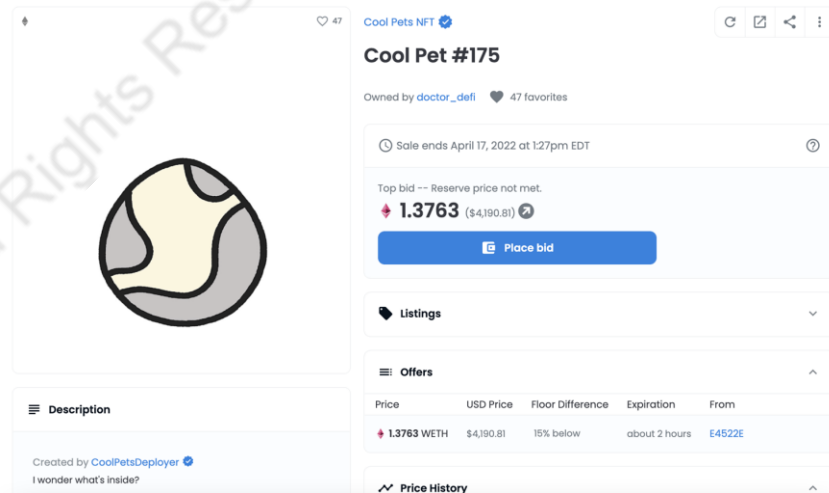 47
Cool Pets NFT
Cool Pet #175
Owned by doctor_defi 47 favorites
Sale ends April 17, 2022 at 1:27pm EDT
Top bid -- Reserve price not met.
1.3763 ($4,190.81)
Place bid
Listings
Offers
Price USD Price Floor Difference Expiration From
1.3763 WETH $4,190.81 15% below about 2 hours E4522E
Price History
Description
Created by CoolPetsDeployer
I wonder what's inside?
Rights Res